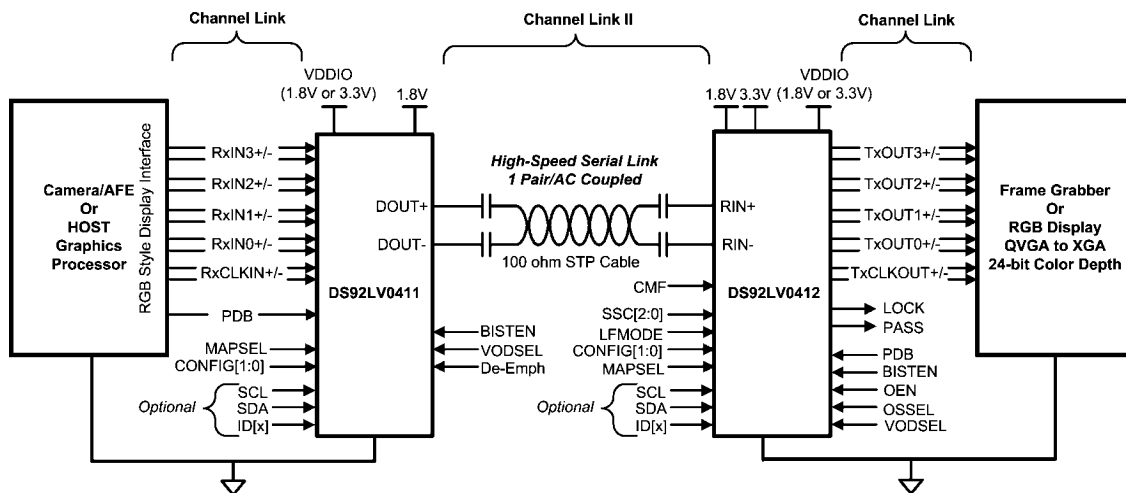 Channel Link
Channel Link II
Channel Link
VDDIO
(1.8V or 3.3V)
1.8V
1.8V
3.3V
VDDIO
(1.8V or 3.3V)
Camera/AFE
Or
HOST
Graphics
Processor
RGB Style Display Interface
RxIN3+/-
RxIN2+/-
RxIN1+/-
RxIN0+/-
RxCLKIN+/-
PDB
MAPSEL
CONFIG[1:0]
Optional
SCL
SDA
ID[x]
DS92LV0411
DOUT+
DOUT-
BISTEN
VODSEL
De-Emph
High-Speed Serial Link
1 Pair/AC Coupled
100 ohm STP Cable
RIN+
RIN-
DS92LV0412
CMF
SSC[2:0]
LFMODE
CONFIG[1:0]
MAPSEL
Optional
SCL
SDA
ID[x]
TxOUT3+/-
TxOUT2+/-
TxOUT1+/-
TxOUT0+/-
TxCLKOUT+/-
LOCK
PASS
PDB
BISTEN
OEN
OSSEL
VODSEL
Frame Grabber
Or
RGB Display
QVGA to XGA
24-bit Color Depth